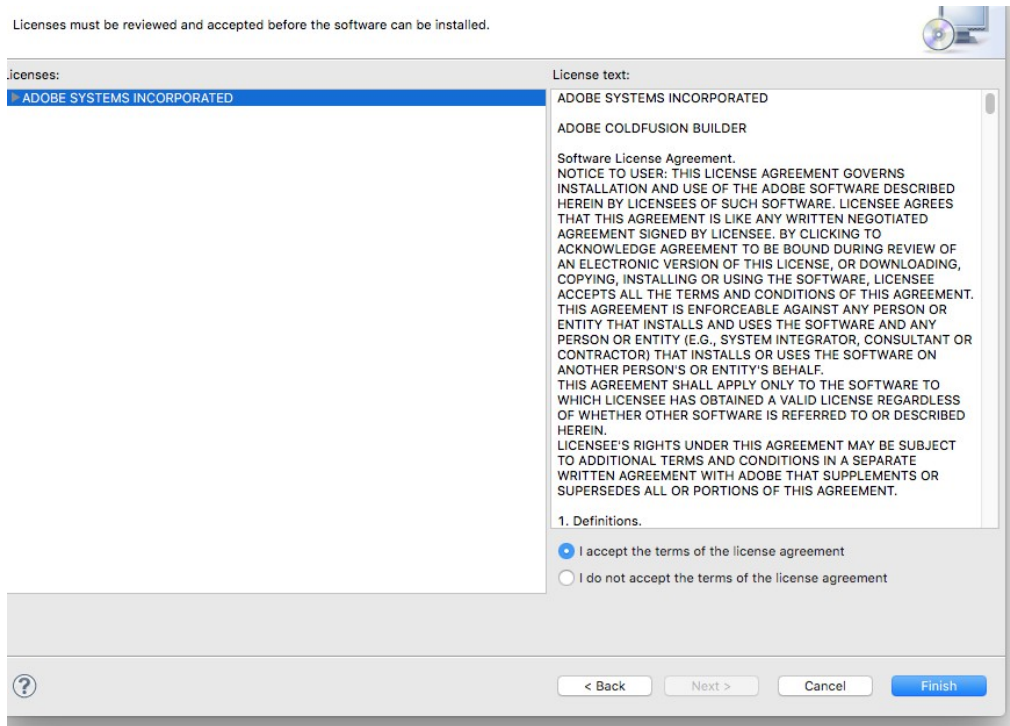 Licenses must be reviewed and accepted before the software can be installed.
icenses:
ADOBE SYSTEMS INCORPORATED
License text:
ADOBE SYSTEMS INCORPORATED
ADOBE COLDFUSION BUILDER
Software License Agreement.
NOTICE TO USER: THIS LICENSE AGREEMENT GOVERNS
INSTALLATION AND USE OF THE ADOBE SOFTWARE DESCRIBED
HEREIN BY LICENSEES OF SUCH SOFTWARE. LICENSEE AGREES
THAT THIS AGREEMENT IS LIKE ANY WRITTEN NEGOTIATED
AGREEMENT SIGNED BY LICENSEE. BY CLICKING TO
ACKNOWLEDGE AGREEMENT TO BE BOUND DURING REVIEW OF
AN ELECTRONIC VERSION OF THIS LICENSE, OR DOWNLOADING,
COPYING, INSTALLING OR USING THE SOFTWARE, LICENSEE
ACCEPTS ALL THE TERMS AND CONDITIONS OF THIS AGREEMENT.
THIS AGREEMENT IS ENFORCEABLE AGAINST ANY PERSON OR
ENTITY THAT INSTALLS AND USES THE SOFTWARE AND ANY
PERSON OR ENTITY (E.G., SYSTEM INTEGRATOR, CONSULTANT OR
CONTRACTOR) THAT INSTALLS OR USES THE SOFTWARE ON
ANOTHER PERSON'S OR ENTITY'S BEHALF.
THIS AGREEMENT SHALL APPLY ONLY TO THE SOFTWARE TO
WHICH LICENSEE HAS OBTAINED A VALID LICENSE REGARDLESS
OF WHETHER OTHER SOFTWARE IS REFERRED TO OR DESCRIBED
HEREIN.
LICENSEE'S RIGHTS UNDER THIS AGREEMENT MAY BE SUBJECT
TO ADDITIONAL TERMS AND CONDITIONS IN A SEPARATE
WRITTEN AGREEMENT WITH ADOBE THAT SUPPLEMENTS OR
SUPERSEDES ALL OR PORTIONS OF THIS AGREEMENT.
1. Definitions.
I accept the terms of the license agreement
I do not accept the terms of the license agreement
? < Back Next > Cancel Finish